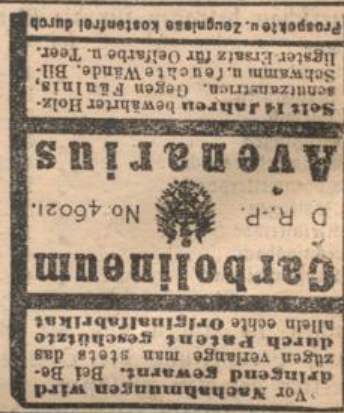 Vor Nachahmungen wird
dringend gewarnt. Bei Be-
zügen verlange man stets das
durch Patent geschützte
allein echte Originalfabrikat
Carbolineum
D. R.-P. No 46021.
Avenarius
Seit 14 Jahren bewährter Holz-
schutzanstrich. Gegen Fäulnis,
Schwamm u. feuchte Wände. Bil-
ligster Ersatz für Oelfarbe u. Teer.
Prospekte u. Zeugnisse kostenfrei durch